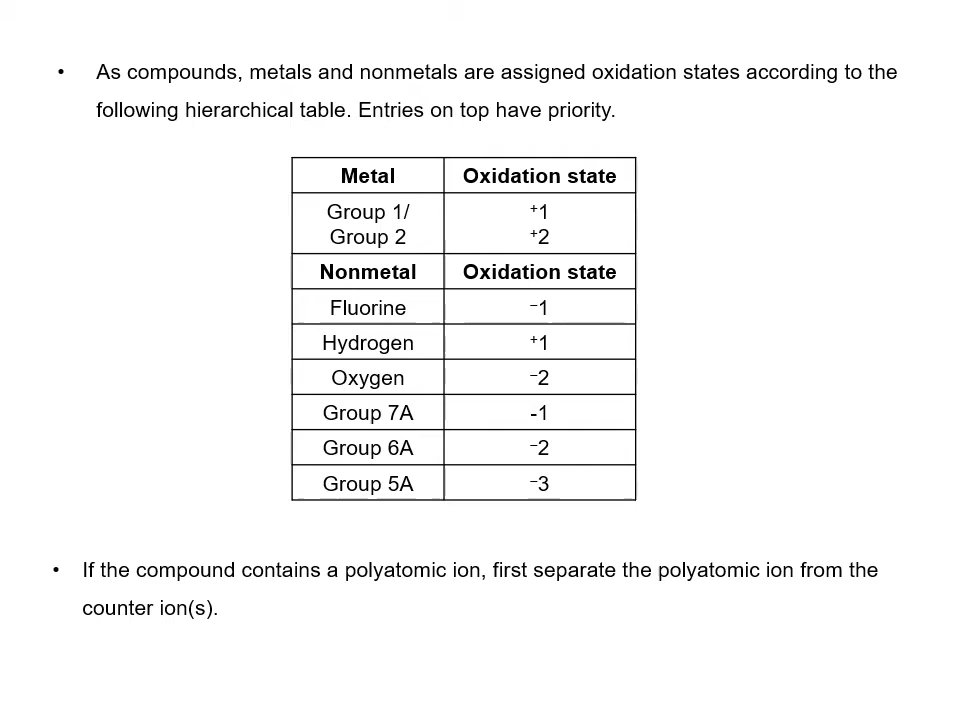 • As compounds, metals and nonmetals are assigned oxidation states according to the
following hierarchical table. Entries on top have priority.
Metal Oxidation state
Group 1/ ⁺1
Group 2 ⁺2
Nonmetal Oxidation state
Fluorine ⁻1
Hydrogen ⁺1
Oxygen ⁻2
Group 7A -1
Group 6A ⁻2
Group 5A ⁻3
• If the compound contains a polyatomic ion, first separate the polyatomic ion from the
counter ion(s).